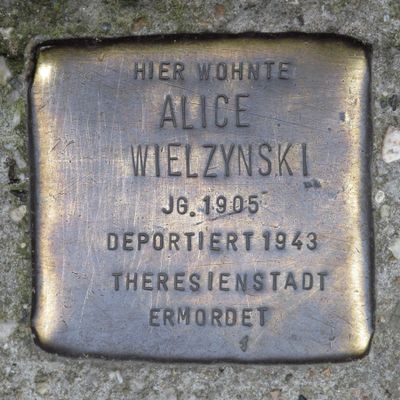 HIER WOHNTE
ALICE
WIELZYNSKI
JG. 1905
DEPORTIERT 1943
THERESIENSTADT
ERMORDET